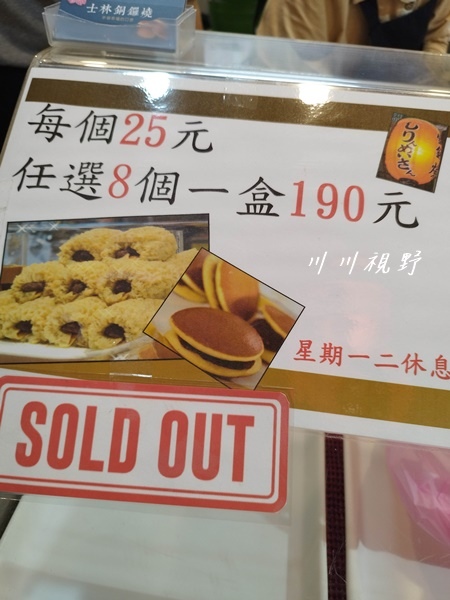 士林銅鑼燒
每個25元
任選8個一盒190元
川川視野
星期一二休息
SOLD OUT